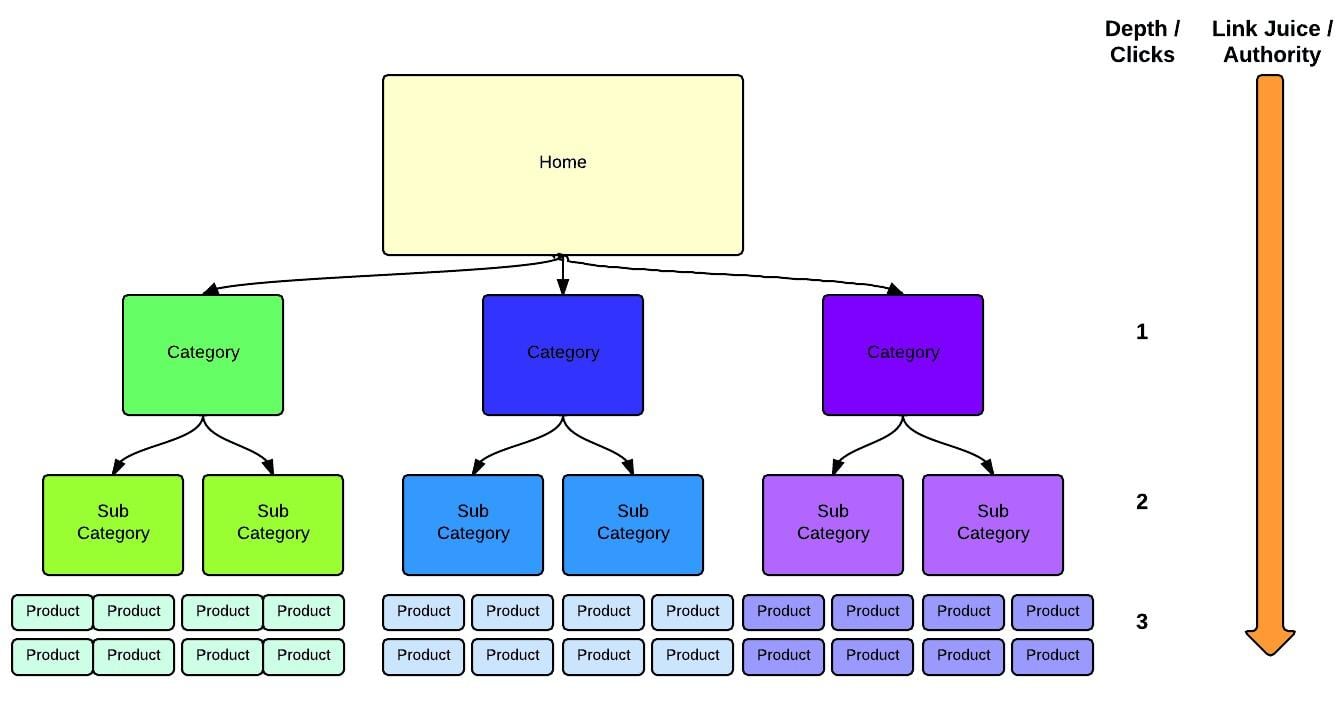 Depth / Clicks
Link Juice / Authority
Home
Category Category Category
1
Sub Category Sub Category Sub Category Sub Category Sub Category Sub Category
2
Product Product Product Product Product Product Product Product Product Product Product Product
3
Product Product Product Product Product Product Product Product Product Product Product Product